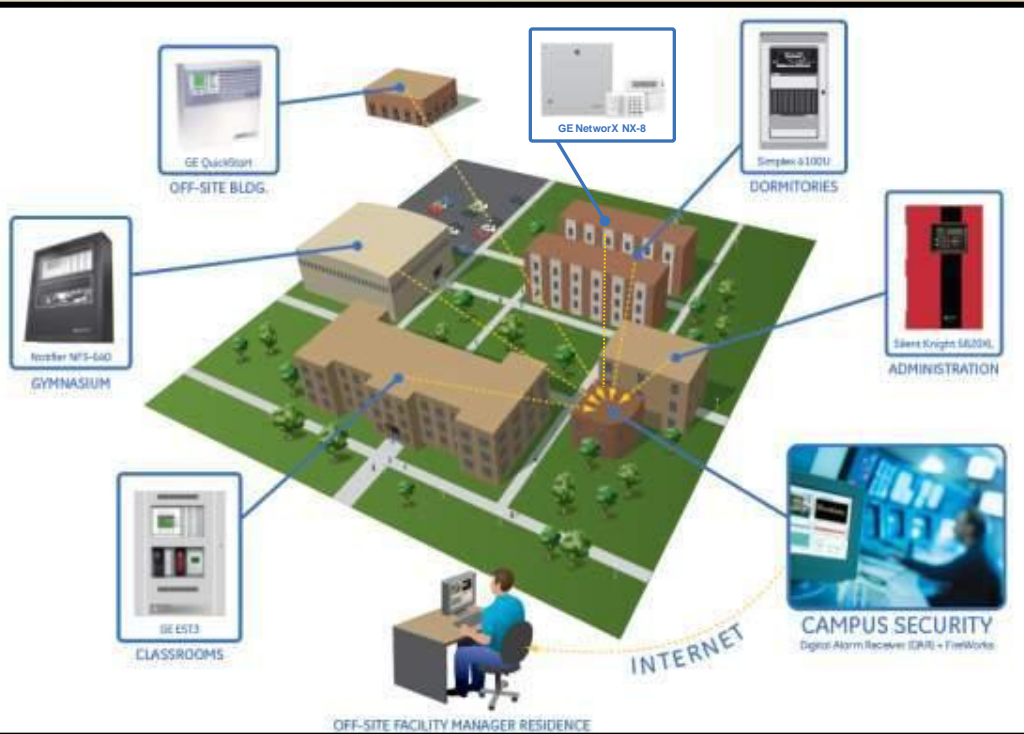 GE QuickStart
OFF-SITE BLDG.
GE NetworX NX-8
Simplex 4100U
DORMITORIES
Notifier NFS-640
GYMNASIUM
Silent Knight 5820XL
ADMINISTRATION
GE EST3
CLASSROOMS
CAMPUS SECURITY
Digital Alarm Receiver (DAR) + FireWorks
INTERNET
OFF-SITE FACILITY MANAGER RESIDENCE